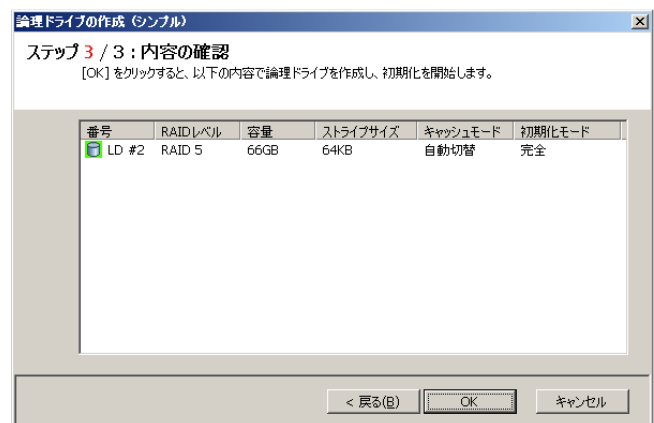 論理ドライブの作成 (シンプル)
ステップ 3 / 3 : 内容の確認
[OK] をクリックすると、以下の内容で論理ドライブを作成し、初期化を開始します。
番号 RAIDレベル 容量 ストライプサイズ キャッシュモード 初期化モード
LD #2 RAID 5 66GB 64KB 自動切替 完全
< 戻る(B) OK キャンセル